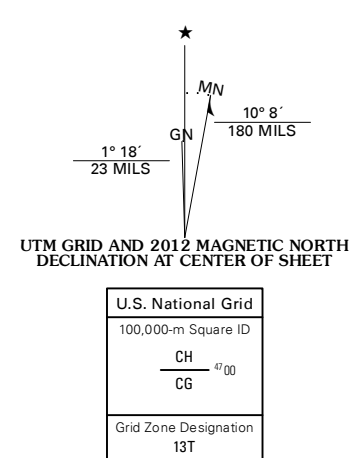 ★
MN
GN
10° 8´
180 MILS
1° 18´
23 MILS
UTM GRID AND 2012 MAGNETIC NORTH
DECLINATION AT CENTER OF SHEET
U.S. National Grid
100,000-m Square ID
CH
4700
CG
Grid Zone Designation
13T